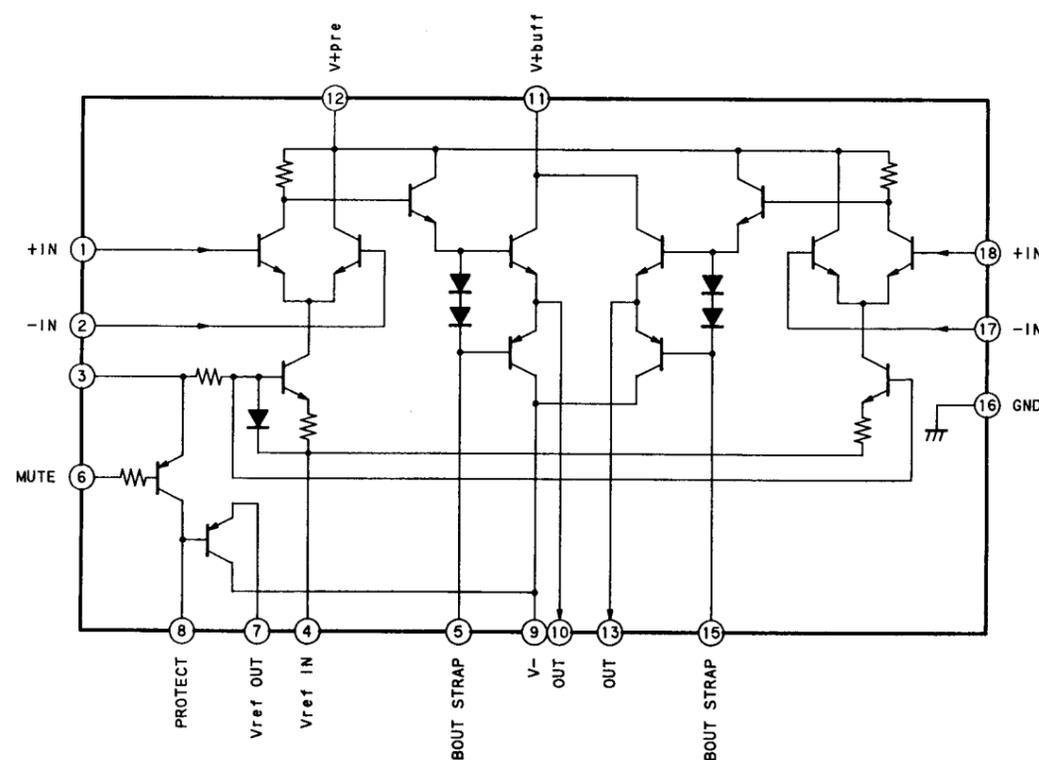 V+pre
V+buff
12
11
+IN 1
18 +IN
-IN 2
17 -IN
3
16 GND
MUTE 6
8
7
4
5
9
10
13
15
PROTECT
Vref OUT
Vref IN
BOUT STRAP
V-
OUT
OUT
BOUT STRAP